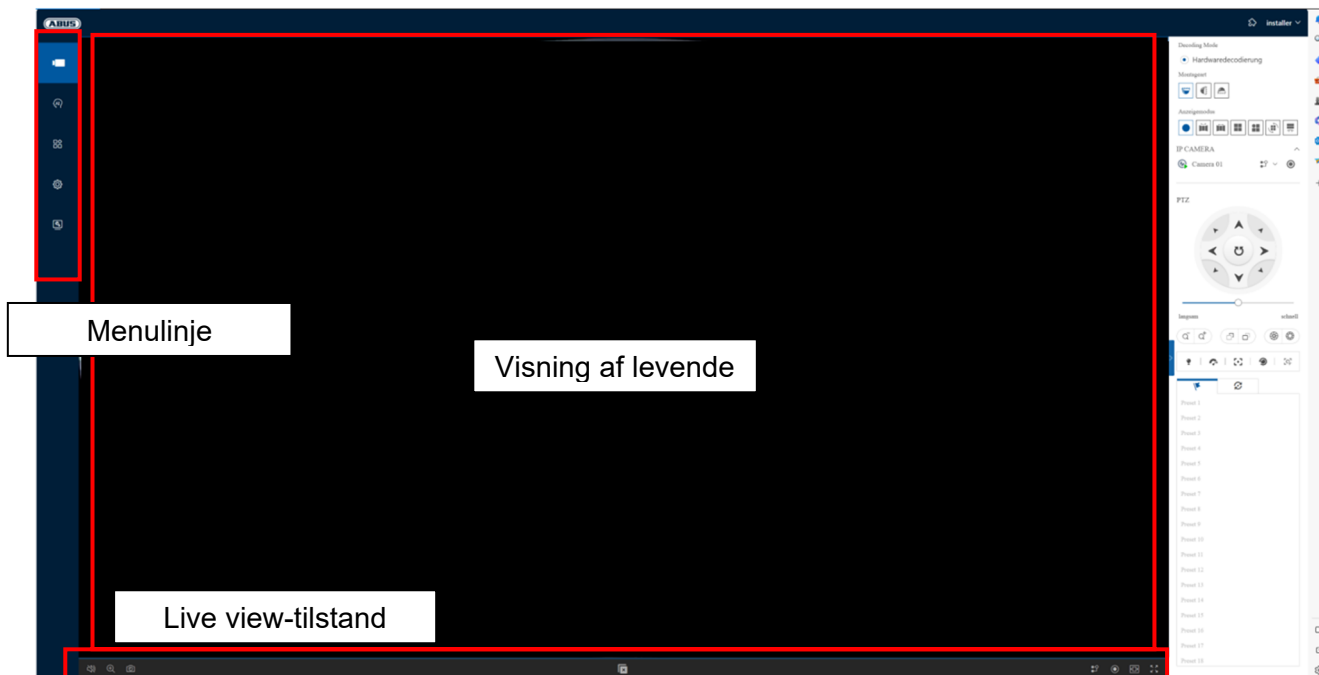 ABUS
installer
Decoding Mode
Hardwaredecodierung
Montageart
Anzeigemodus
IP CAMERA
Camera 01
PTZ
langsam schnell
Menulinje
Visning af levende
Live view-tilstand
Preset 1
Preset 2
Preset 3
Preset 4
Preset 5
Preset 6
Preset 7
Preset 8
Preset 9
Preset 10
Preset 11
Preset 12
Preset 13
Preset 14
Preset 15
Preset 16
Preset 17
Preset 18